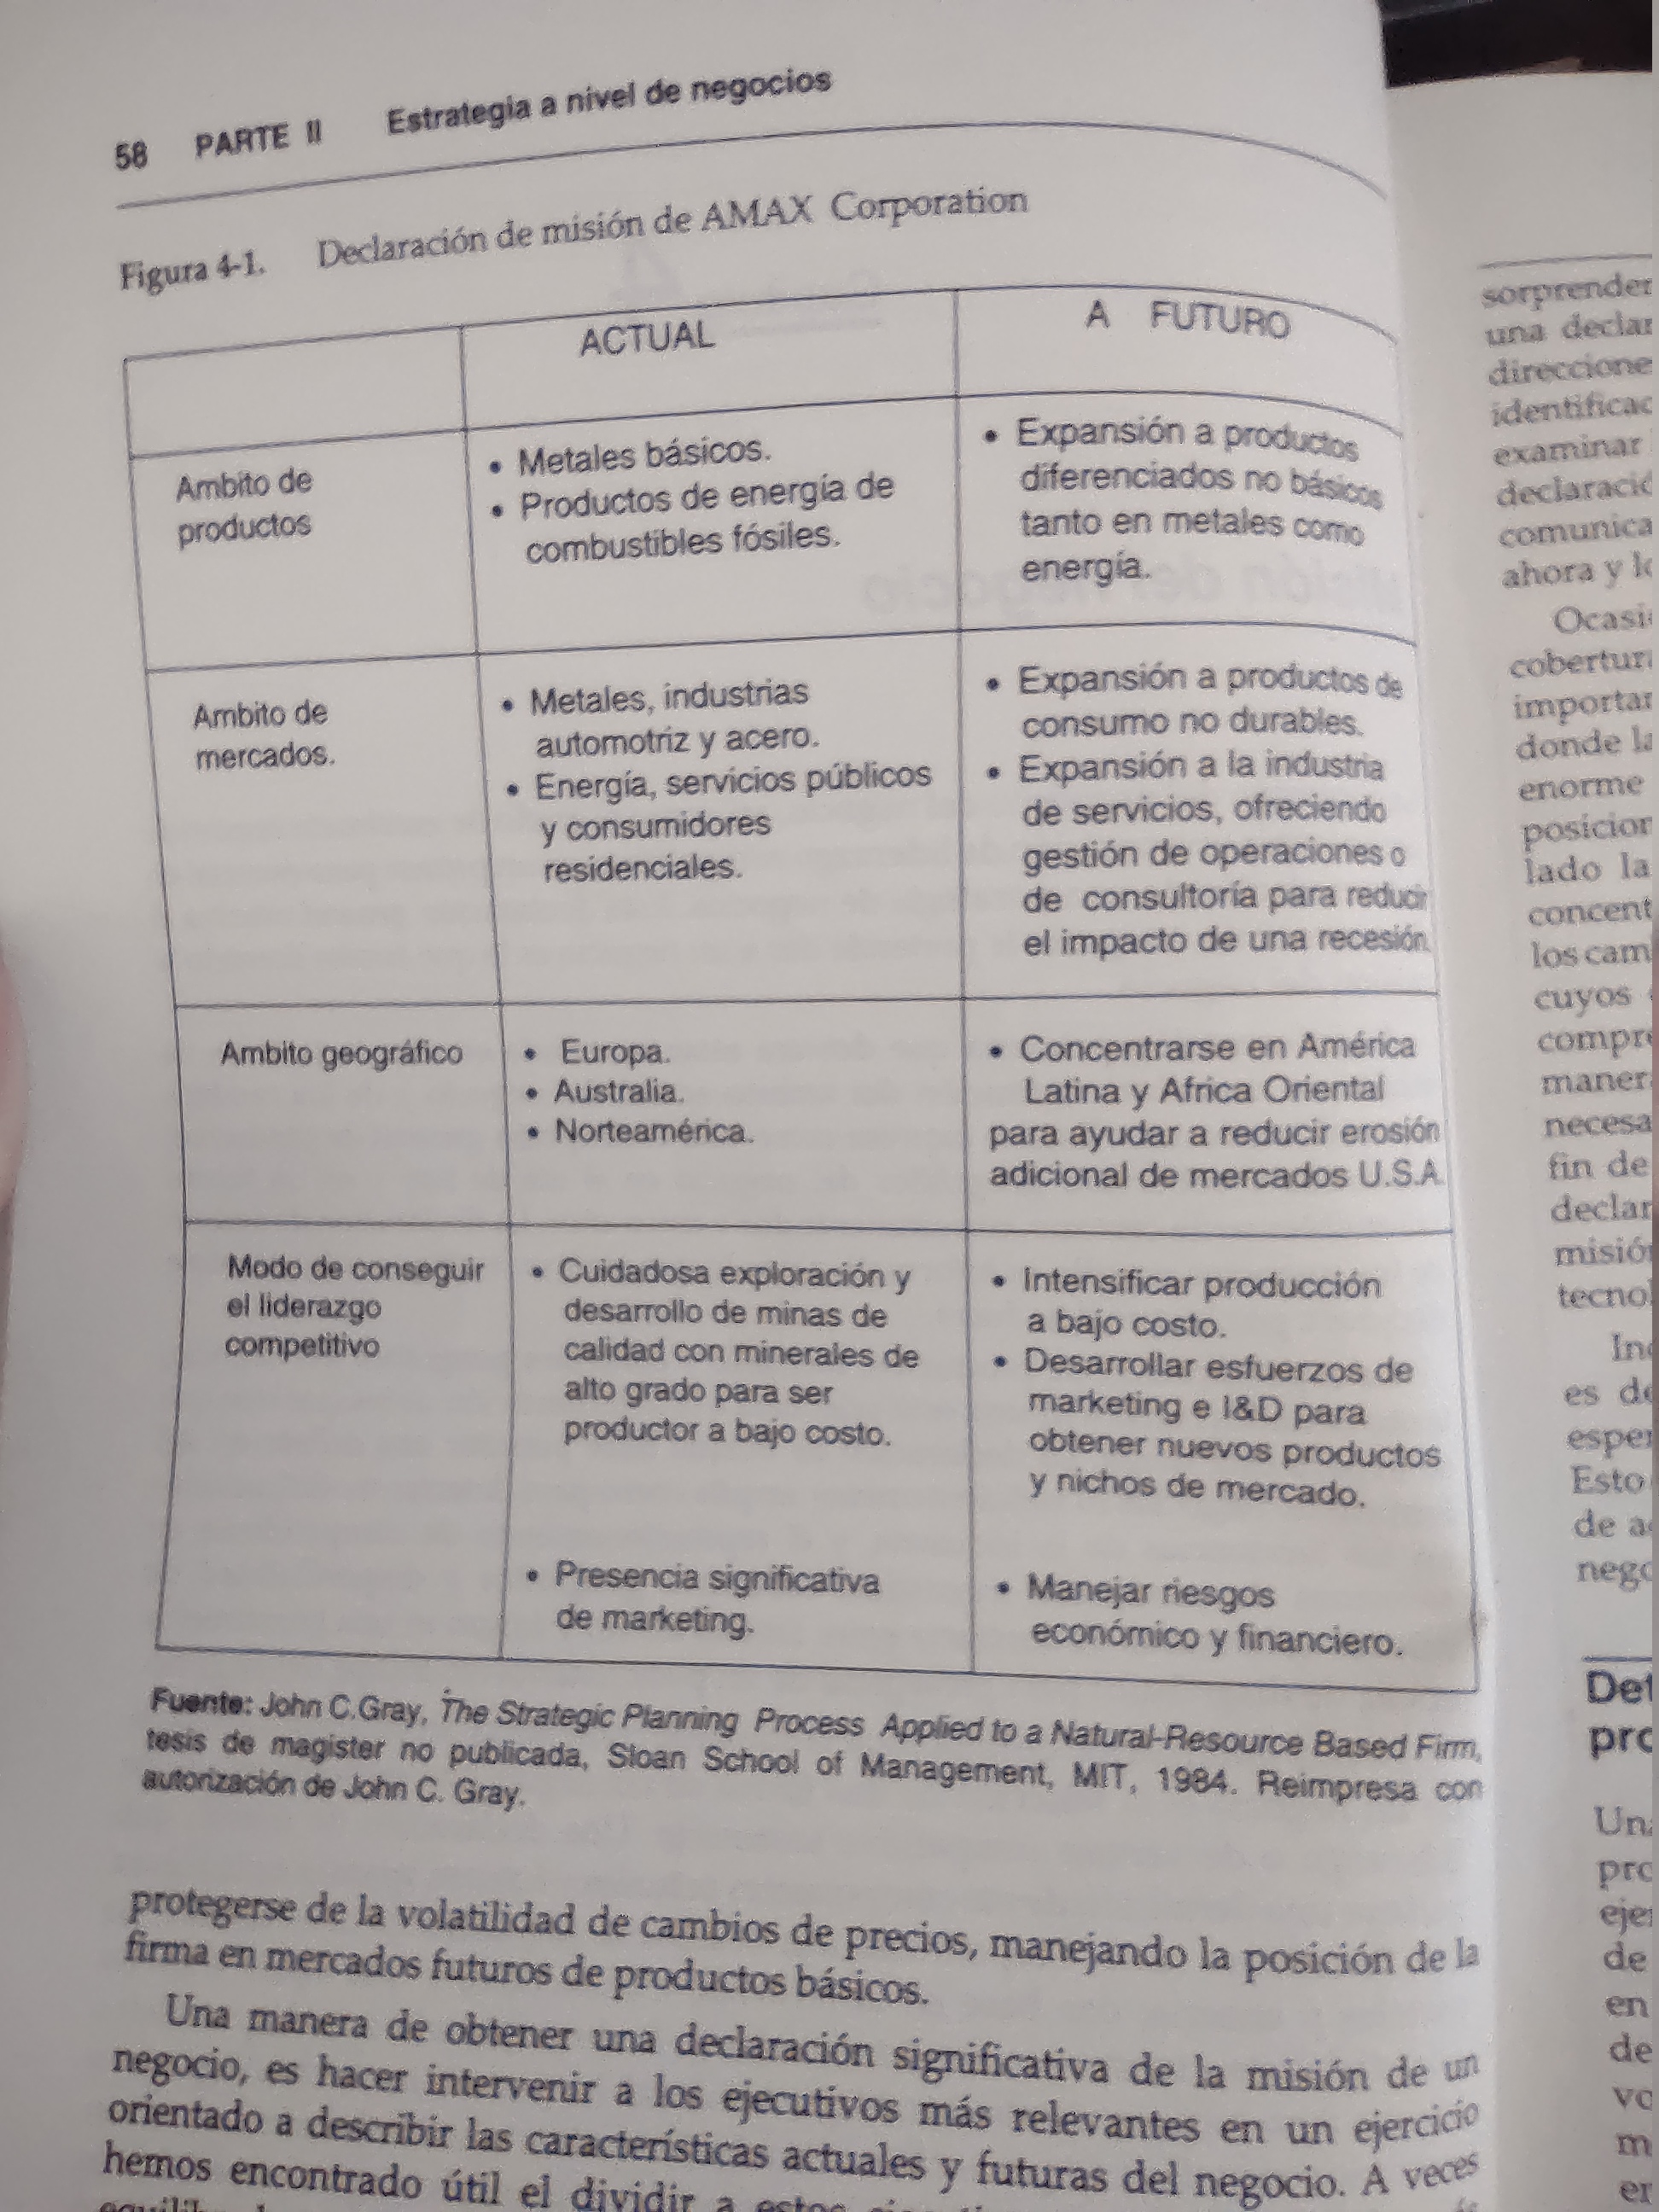 58 PARTE II Estrategia a nivel de negocios
Figura 4-1. Declaración de misión de AMAX Corporation
ACTUAL
A FUTURO
Ambito de
productos
• Metales básicos.
• Productos de energía de
combustibles fósiles.
• Expansión a productos
diferenciados no básicos
tanto en metales como
energía.
Ambito de
mercados.
• Metales, industrias
automotriz y acero.
• Energía, servicios públicos
y consumidores
residenciales.
• Expansión a productos de
consumo no durables.
• Expansión a la industria
de servicios, ofreciendo
gestión de operaciones o
de consultoría para reducir
el impacto de una recesión.
Ambito geográfico
• Europa.
• Australia.
• Norteamérica.
• Concentrarse en América
Latina y Africa Oriental
para ayudar a reducir erosión
adicional de mercados U.S.A.
Modo de conseguir
el liderazgo
competitivo
• Cuidadosa exploración y
desarrollo de minas de
calidad con minerales de
alto grado para ser
productor a bajo costo.
• Presencia significativa
de marketing.
• Intensificar producción
a bajo costo.
• Desarrollar esfuerzos de
marketing e I&D para
obtener nuevos productos
y nichos de mercado.
• Manejar riesgos
económico y financiero.
Fuente: John C.Gray, The Strategic Planning Process Applied to a Natural-Resource Based Firm,
tesis de magister no publicada, Sloan School of Management, MIT, 1984. Reimpresa con
autorización de John C. Gray.
protegerse de la volatilidad de cambios de precios, manejando la posición de la
firma en mercados futuros de productos básicos.
Una manera de obtener una declaración significativa de la misión de un
negocio, es hacer intervenir a los ejecutivos más relevantes en un ejercicio
orientado a describir las características actuales y futuras del negocio. A veces
hemos encontrado útil el dividir a estos
sorprender
una declar
direccione
identificac
examinar
declaració
comunica
ahora y lo
Ocasi
cobertura
importan
donde la
enorme
posicion
lado la
concent
los cam
cuyos
compre
manera
necesa
fin de
declar
misión
tecnol
Inc
es de
esper
Esto
de a
nego
Det
pro
Una
pro
ejer
de
en
de
vo
m
en